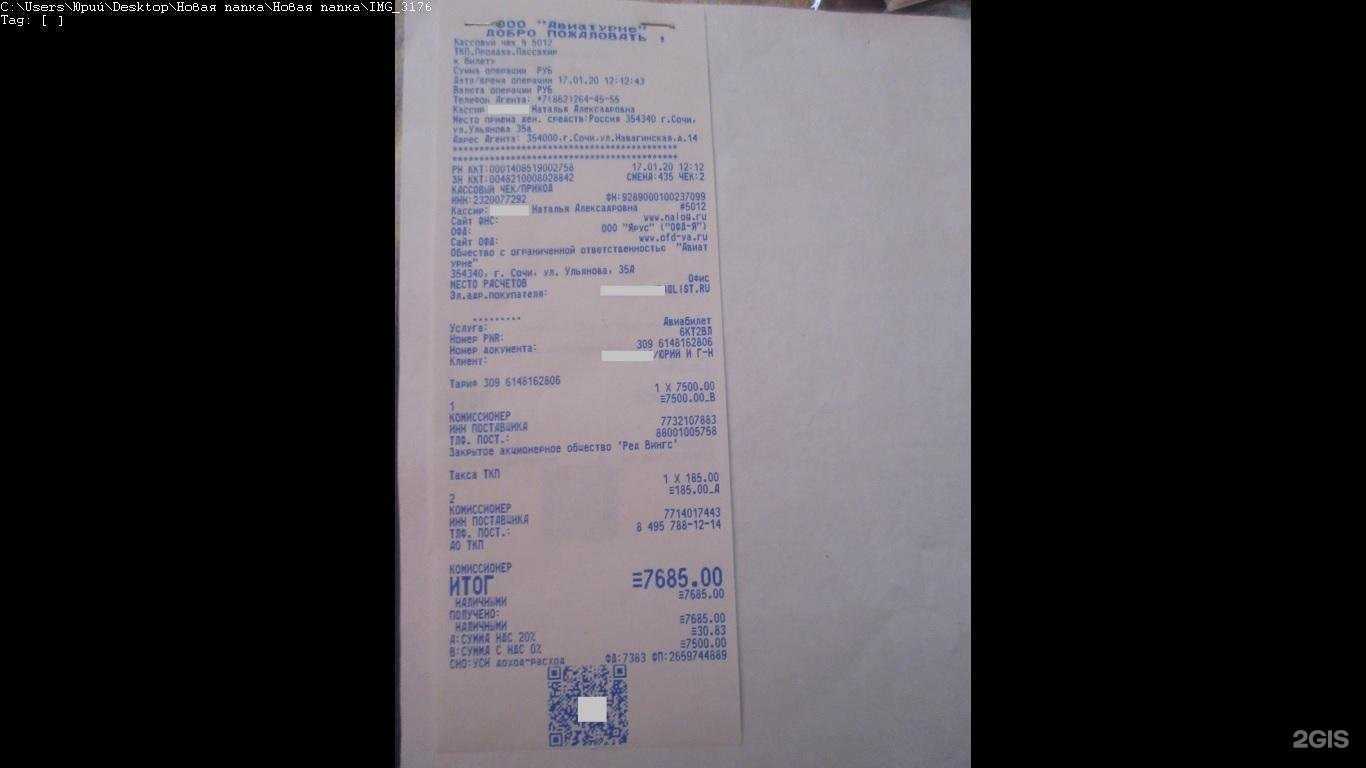 C:\Users\Юрий\Desktop\Новая папка\Новая папка\IMG_3176
Tag: [ ]
ООО "Авиатурне"
ДОБРО ПОЖАЛОВАТЬ ,
Кассовый чек № 5012
ТКП.Продажа.Пассажир
к билету
Сумма операции РУБ
Дата/время операции 17.01.20 12:12:43
Валюта операции РУБ
Телефон Агента: +7(862)264-45-55
Кассир Наталья Александровна
Место приема ден. средств:Россия 354340 г.Сочи,
ул.Ульянова 35а
Адрес Агента: 354000.г.Сочи.ул.Навагинская.д.14
******************************************
******************************************
РН ККТ:0001408519002758 17.01.20 12:12
ЗН ККТ:0048210008028842 СМЕНА:435 ЧЕК:2
КАССОВЫЙ ЧЕК/ПРИХОД
ИНН:2320077292 ФН:9289000100237099
Кассир: Наталья Александровна #5012
Сайт ФНС: www.nalog.ru
ОФД: ООО "Ярус" ("ОФД-Я")
Сайт ОФД: www.ofd-ya.ru
Общество с ограниченной ответственностью "Авиат
урне"
354340, г. Сочи, ул. Ульянова, 35А
МЕСТО РАСЧЕТОВ Офис
Эл.адр.покупателя: @LIST.RU
*********
Услуга: Авиабилет
Номер PNR: 6КТ2ВЛ
Номер документа: 309 6148162806
Клиент: /ЮРИЙ И Г-Н
Тариф 309 6148162806
1 X 7500.00
1 ≡7500.00_В
КОМИССИОНЕР
ИНН ПОСТАВЩИКА 7732107883
ТЛФ. ПОСТ.: 88001005758
Закрытое акционерное общество 'Ред Вингс'
Такса ТКП
1 X 185.00
2 ≡185.00_А
КОМИССИОНЕР
ИНН ПОСТАВЩИКА 7714017443
ТЛФ. ПОСТ.: 8 495 788-12-14
АО ТКП
КОМИССИОНЕР
ИТОГ ≡7685.00
НАЛИЧНЫМИ ≡7685.00
ПОЛУЧЕНО:
НАЛИЧНЫМИ ≡7685.00
А:СУММА НДС 20% ≡30.83
В:СУММА С НДС 0% ≡7500.00
СНО:УСН доход-расход ФД:7383 ФП:2659744889
2GIS